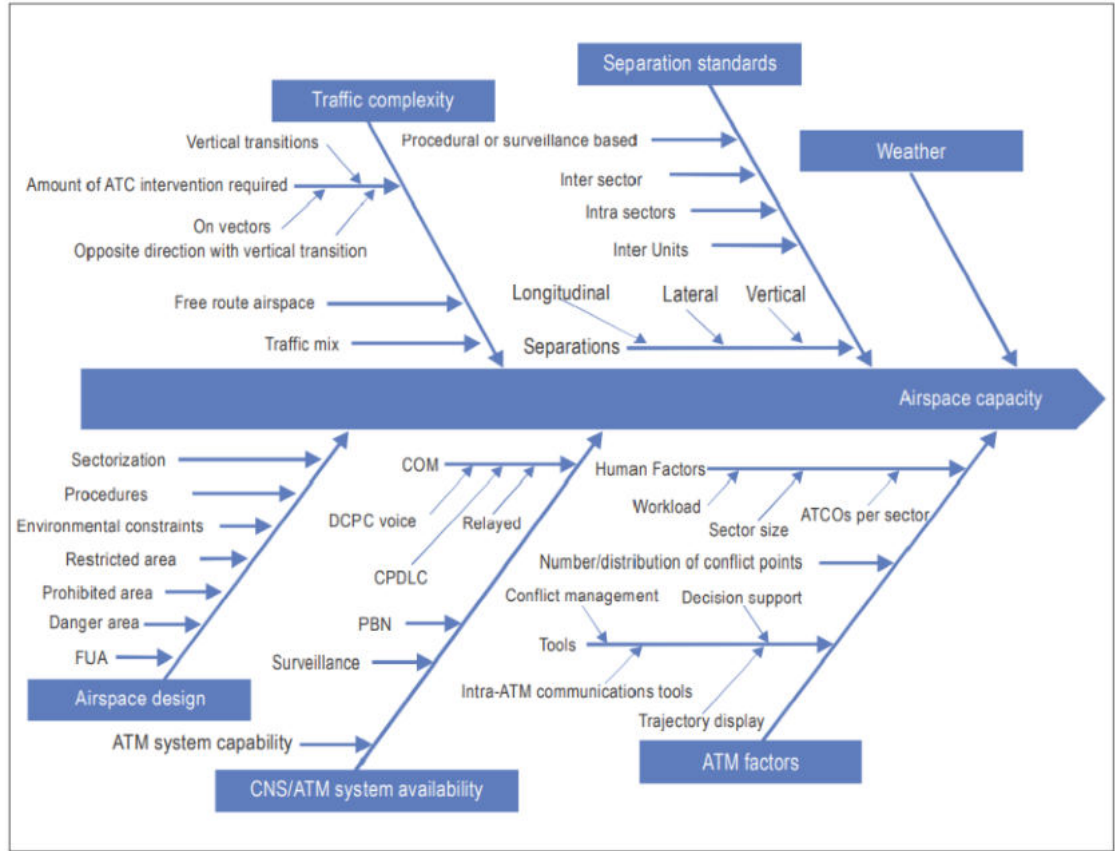 Separation standards
Traffic complexity
Vertical transitions
Procedural or surveillance based
Weather
Amount of ATC intervention required
Inter sector
On vectors
Intra sectors
Opposite direction with vertical transition
Inter Units
Longitudinal
Lateral
Vertical
Free route airspace
Traffic mix
Separations
Airspace capacity
Sectorization
COM
Human Factors
Procedures
Workload
ATCOs per sector
Environmental constraints
DCPC voice
Relayed
Sector size
Restricted area
Number/distribution of conflict points
CPDLC
Prohibited area
Conflict management
Decision support
Danger area
PBN
Tools
FUA
Surveillance
Intra-ATM communications tools
Airspace design
Trajectory display
ATM system capability
ATM factors
CNS/ATM system availability